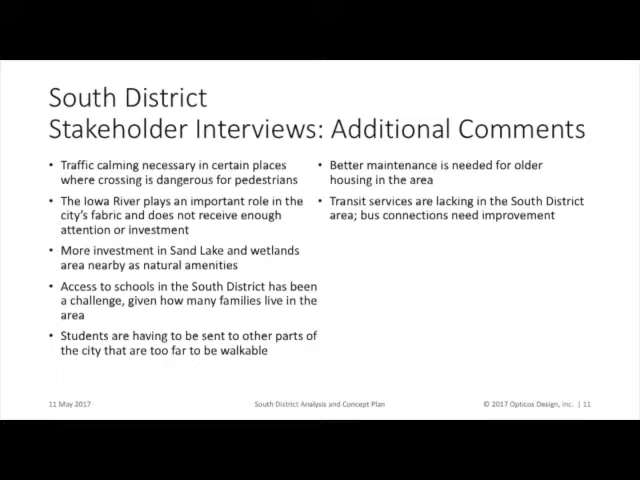 South District
Stakeholder Interviews: Additional Comments
• Traffic calming necessary in certain places
where crossing is dangerous for pedestrians
• The Iowa River plays an important role in the
city's fabric and does not receive enough
attention or investment
• More investment in Sand Lake and wetlands
area nearby as natural amenities
• Access to schools in the South District has been
a challenge, given how many families live in the
area
• Students are having to be sent to other parts of
the city that are too far to be walkable
• Better maintenance is needed for older
housing in the area
• Transit services are lacking in the South District
area; bus connections need improvement
11 May 2017
South District Analysis and Concept Plan
© 2017 Opticos Design, Inc. | 11